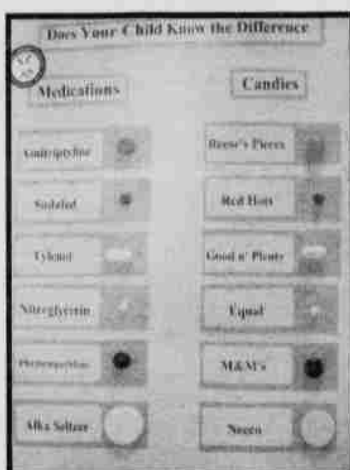 Does Your Child Know the Difference
Medications
Candies
Reese's Pieces
Sudafed
Red Hots
Tylenol
Good n' Plenty
Nitroglycerin
Equal
M&M's
Alka Seltzer
Necco